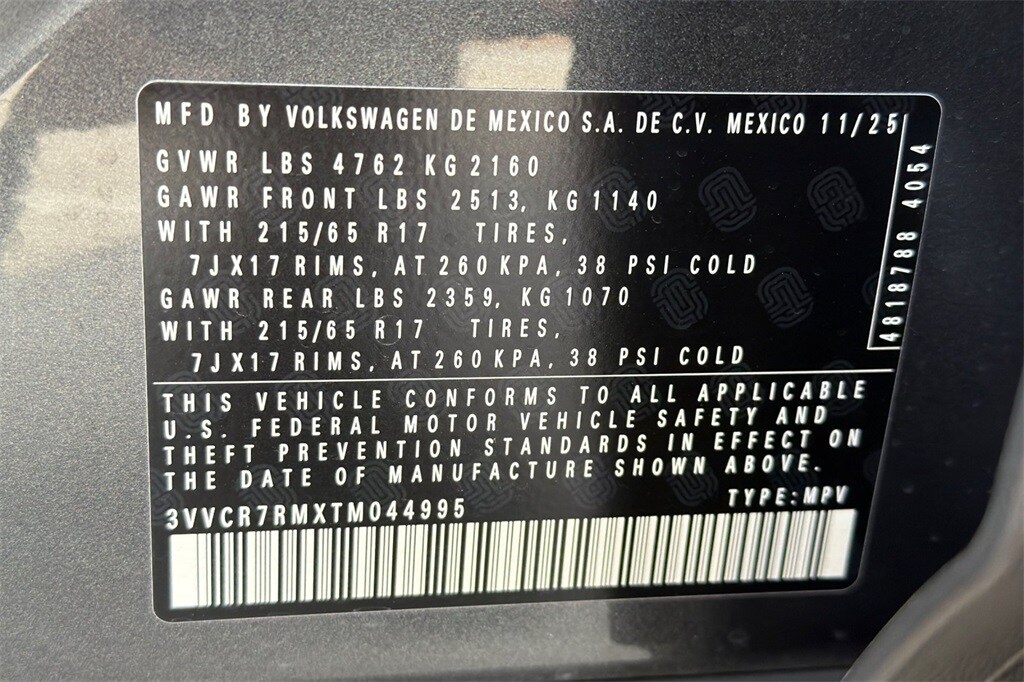 MFD BY VOLKSWAGEN DE MEXICO S.A. DE C.V. MEXICO 11/25
GVWR LBS 4762 KG 2160
GAWR FRONT LBS 2513, KG 1140
WITH 215/65 R17 TIRES,
7JX17 RIMS, AT 260 KPA, 38 PSI COLD
GAWR REAR LBS 2359, KG 1070
WITH 215/65 R17 TIRES,
7JX17 RIMS, AT 260 KPA, 38 PSI COLD
4818788 4054
THIS VEHICLE CONFORMS TO ALL APPLICABLE
U.S. FEDERAL MOTOR VEHICLE SAFETY AND
THEFT PREVENTION STANDARDS IN EFFECT ON
THE DATE OF MANUFACTURE SHOWN ABOVE.
3VVCR7RMXTM044995 TYPE: MPV